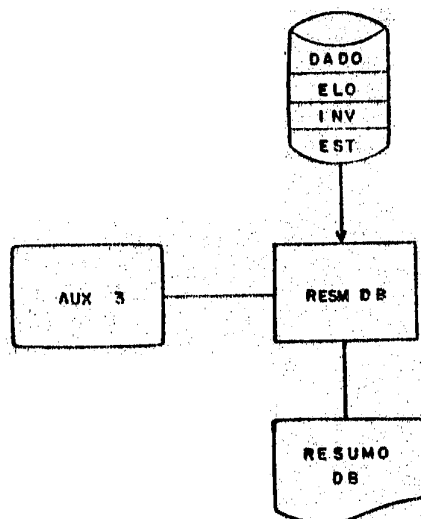 DADO
ELO
INV
EST
AUX 3
RESM DB
RESUMO
DB